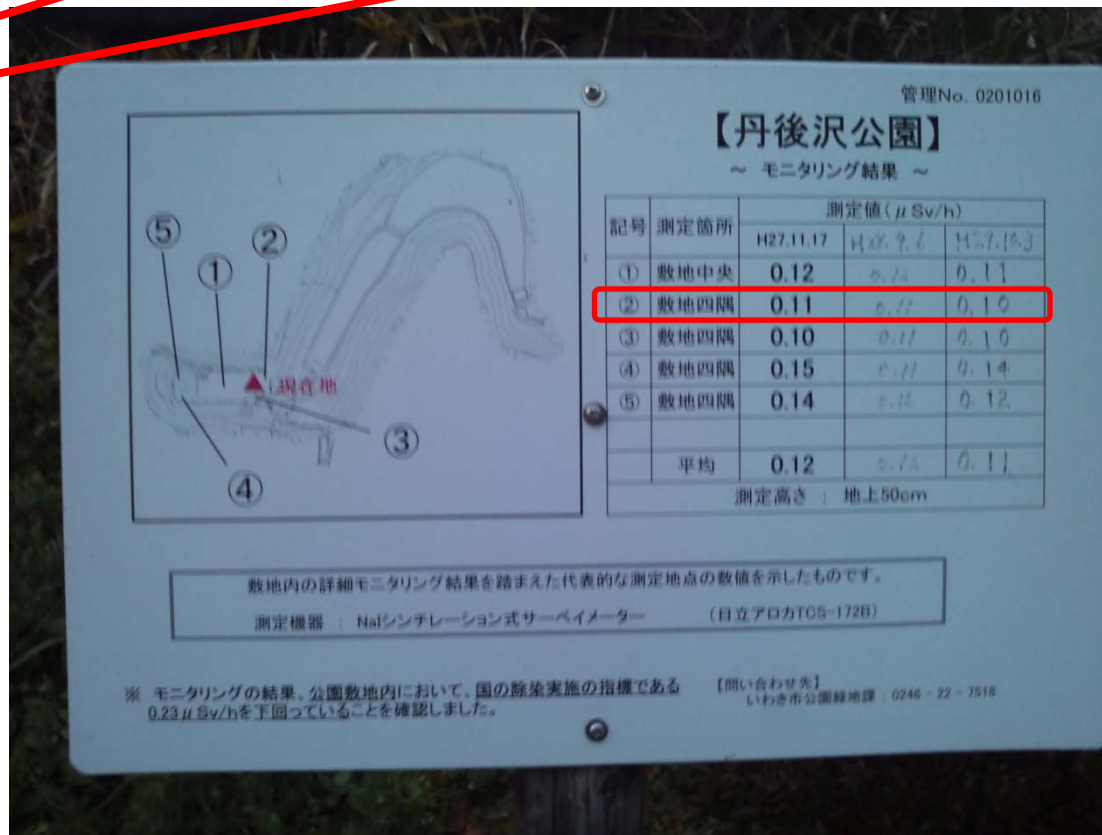 管理No. 0201016
【丹後沢公園】
~ モニタリング結果 ~
⑤
②
①
現在地
③
④
記号 測定箇所 測定値(μSv/h)
H27.11.17 H28.9.6 H29.10.3
① 敷地中央 0.12 0.11
② 敷地四隅 0.11 0.10
③ 敷地四隅 0.10 0.11 0.10
④ 敷地四隅 0.15 0.14
⑤ 敷地四隅 0.14 0.12
平均 0.12 0.11
測定高さ : 地上50cm
敷地内の詳細モニタリング結果を踏まえた代表的な測定地点の数値を示したものです。
測定機器 : NaIシンチレーション式サーベイメーター (日立アロカTCS-172B)
※ モニタリングの結果、公園敷地内において、国の除染実施の指標である
0.23μSv/hを下回っていることを確認しました。
【問い合わせ先】
いわき市公園緑地課 : 0246-22-7518